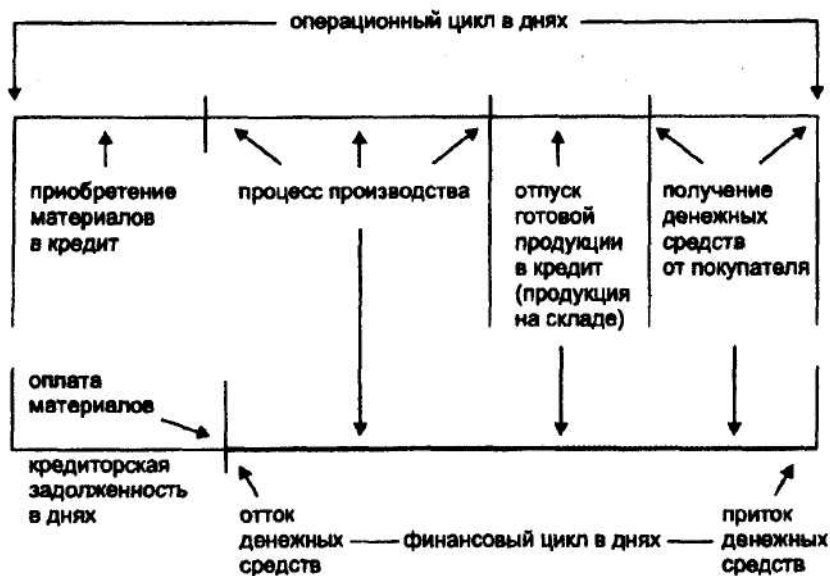 операционный цикл в днях
приобретение
материалов
в кредит
процесс производства
отпуск
готовой
продукции
в кредит
(продукция
на складе)
получение
денежных
средств
от покупателя
оплата
материалов
кредиторская
задолженность
в днях
отток
денежных
средств
финансовый цикл в днях
приток
денежных
средств